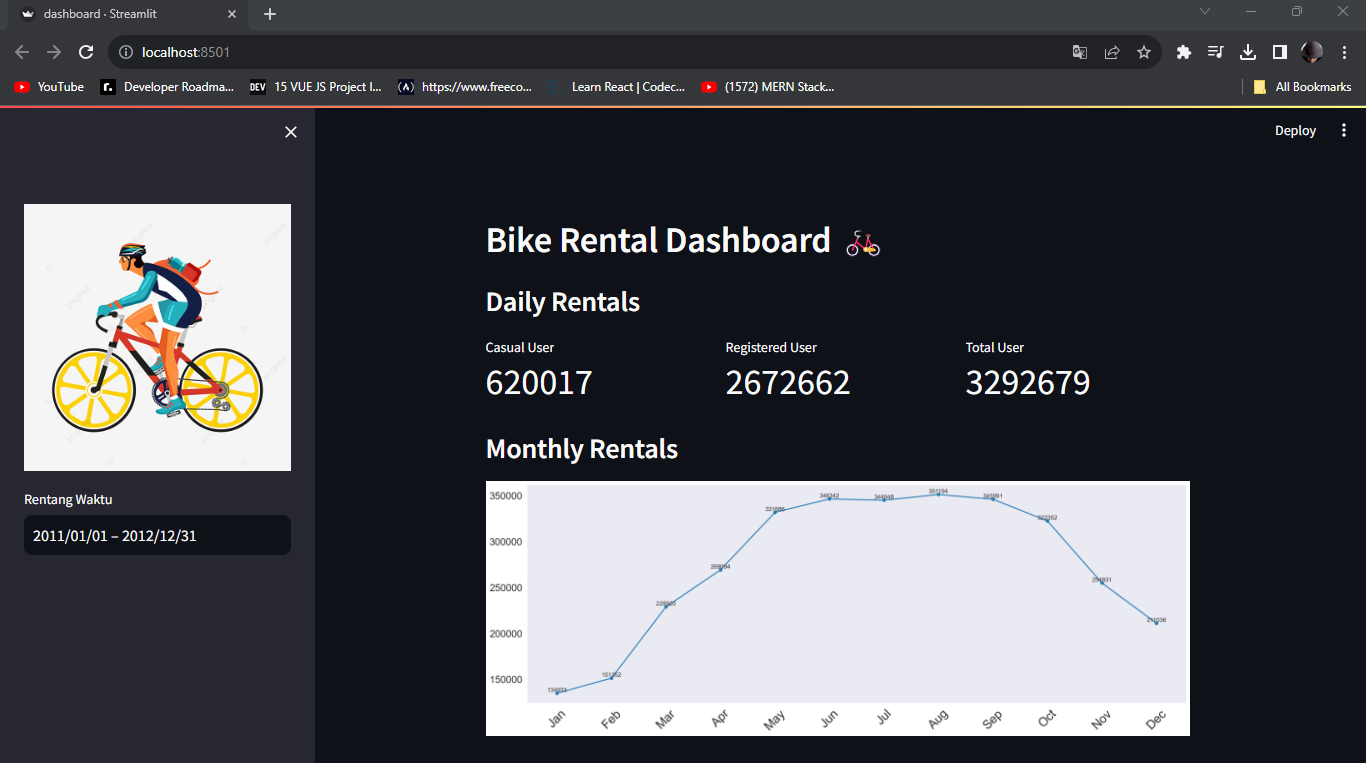 dashboard · Streamlit
localhost:8501
YouTube
Developer Roadma...
DEV
15 VUE JS Project I...
https://www.freeco...
Learn React | Codec...
(1572) MERN Stack...
All Bookmarks
Deploy
Rentang Waktu
2011/01/01 – 2012/12/31
Bike Rental Dashboard
Daily Rentals
Casual User
Registered User
Total User
620017
2672662
3292679
Monthly Rentals
350000
300000
250000
200000
150000
134933
151352
228920
269094
331686
346342
344948
351194
345991
322352
254831
211036
Jan
Feb
Mar
Apr
May
Jun
Jul
Aug
Sep
Oct
Nov
Dec